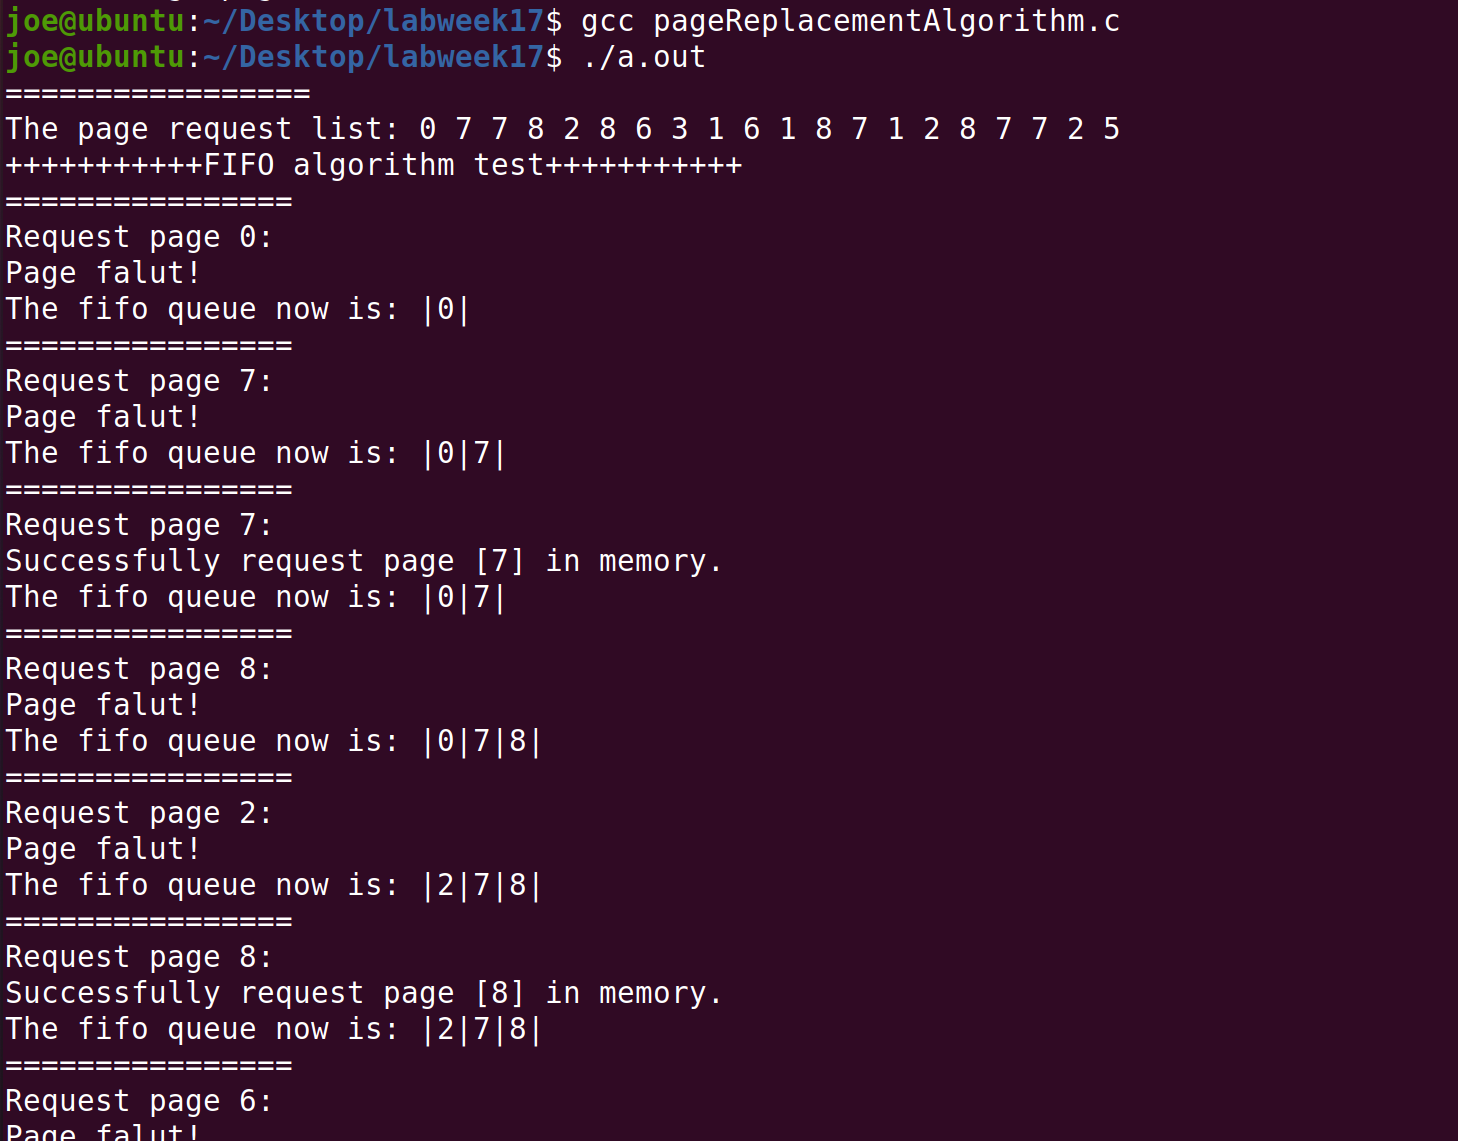 joe@ubuntu:~/Desktop/labweek17$ gcc pageReplacementAlgorithm.c
joe@ubuntu:~/Desktop/labweek17$ ./a.out
=================
The page request list: 0 7 7 8 2 8 6 3 1 6 1 8 7 1 2 8 7 7 2 5
+++++++++++FIFO algorithm test+++++++++++
================
Request page 0:
Page falut!
The fifo queue now is: |0|
================
Request page 7:
Page falut!
The fifo queue now is: |0|7|
================
Request page 7:
Successfully request page [7] in memory.
The fifo queue now is: |0|7|
================
Request page 8:
Page falut!
The fifo queue now is: |0|7|8|
================
Request page 2:
Page falut!
The fifo queue now is: |2|7|8|
================
Request page 8:
Successfully request page [8] in memory.
The fifo queue now is: |2|7|8|
================
Request page 6:
Page falut!